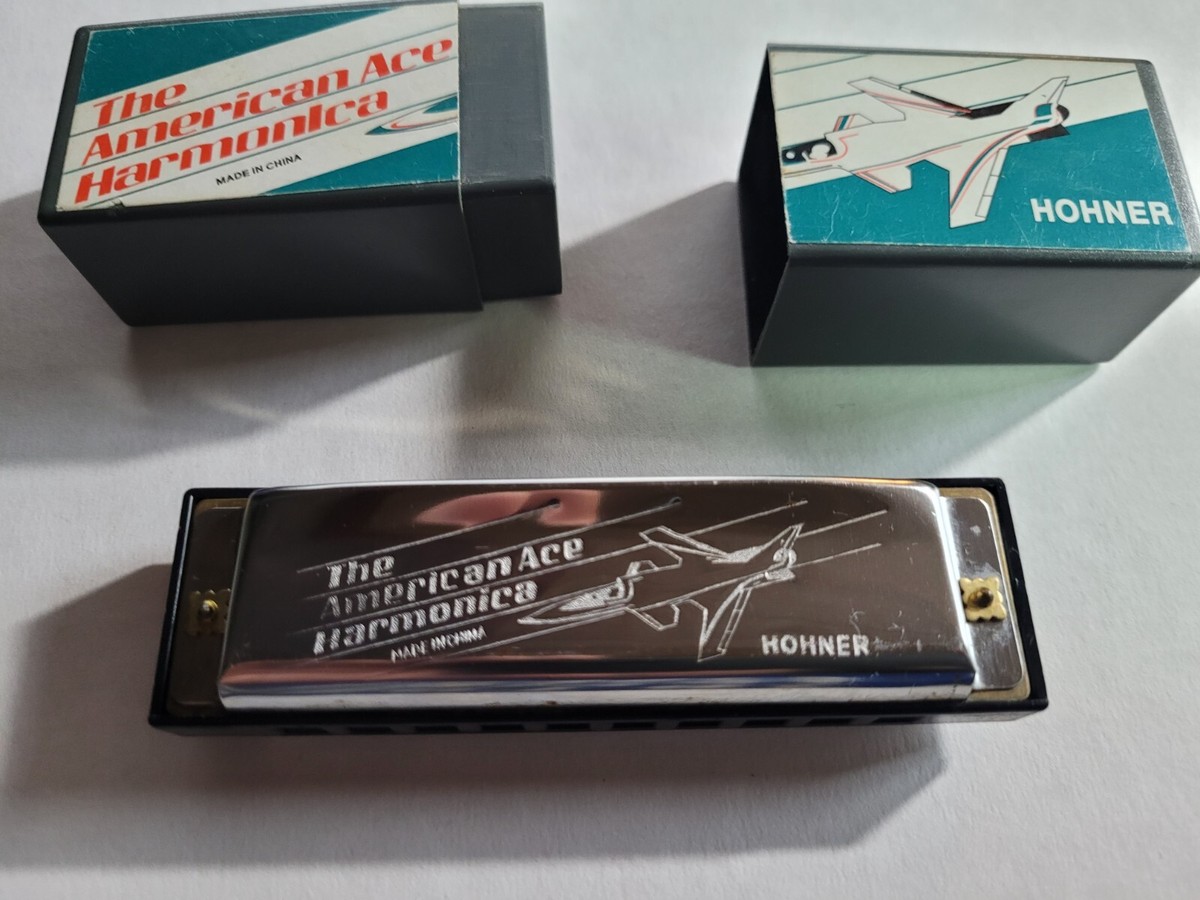 The
American Ace
HarmonIca
MADE IN CHINA
HOHNER
The
American Ace
Harmonica
MADE IN CHINA
HOHNER